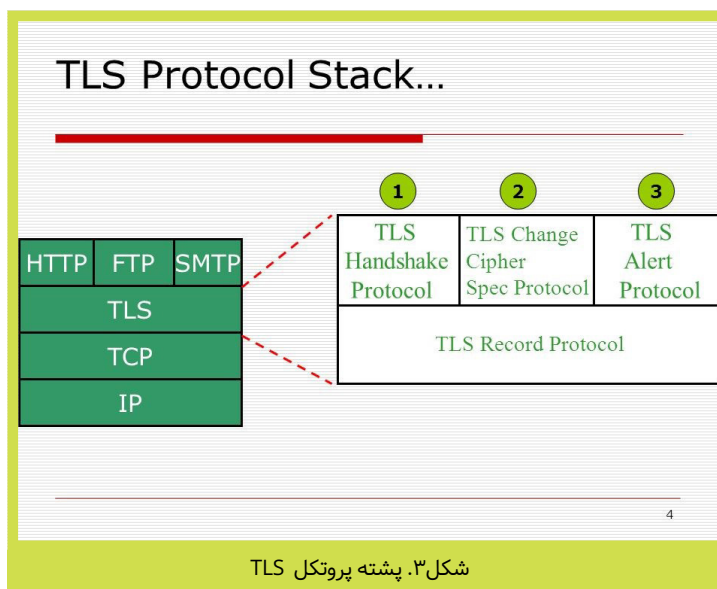 TLS Protocol Stack...
1
2
3
TLS
Handshake
Protocol
TLS Change
Cipher
Spec Protocol
TLS
Alert
Protocol
HTTP
FTP
SMTP
TLS
TCP
IP
TLS Record Protocol
4
شکل۳. پشته پروتکل TLS